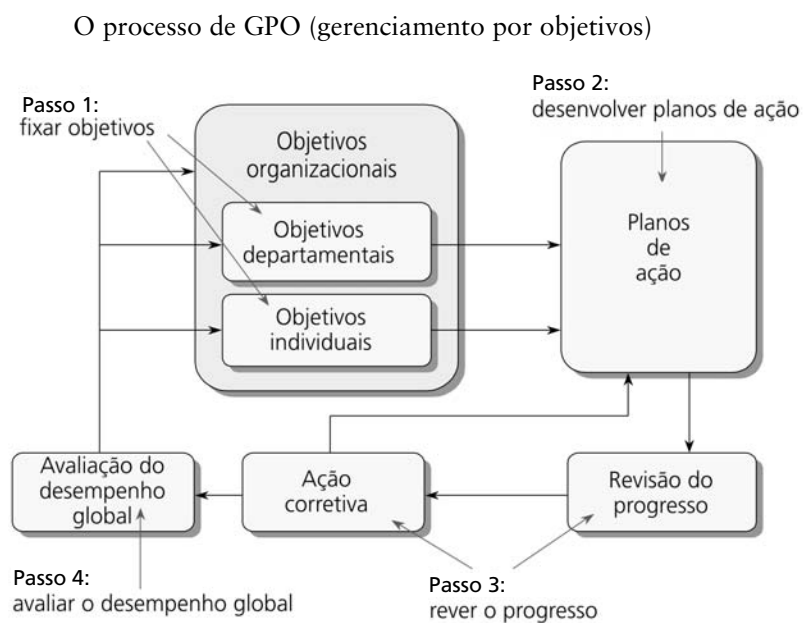 O processo de GPO (gerenciamento por objetivos)
Passo 1:
fixar objetivos
Passo 2:
desenvolver planos de ação
Objetivos
organizacionais
Objetivos
departamentais
Objetivos
individuais
Planos
de
ação
Avaliação do
desempenho
global
Ação
corretiva
Revisão do
progresso
Passo 4:
avaliar o desempenho global
Passo 3:
rever o progresso